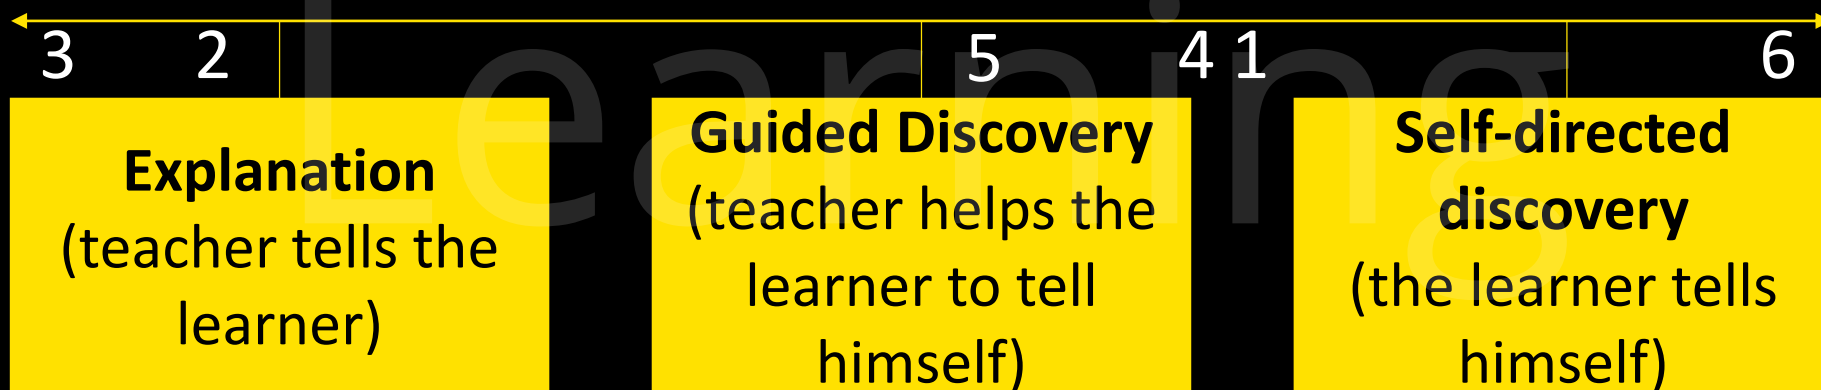 Learning
3 2 5 4 1 6
Explanation
(teacher tells the
learner)
Guided Discovery
(teacher helps the
learner to tell
himself)
Self-directed
discovery
(the learner tells
himself)